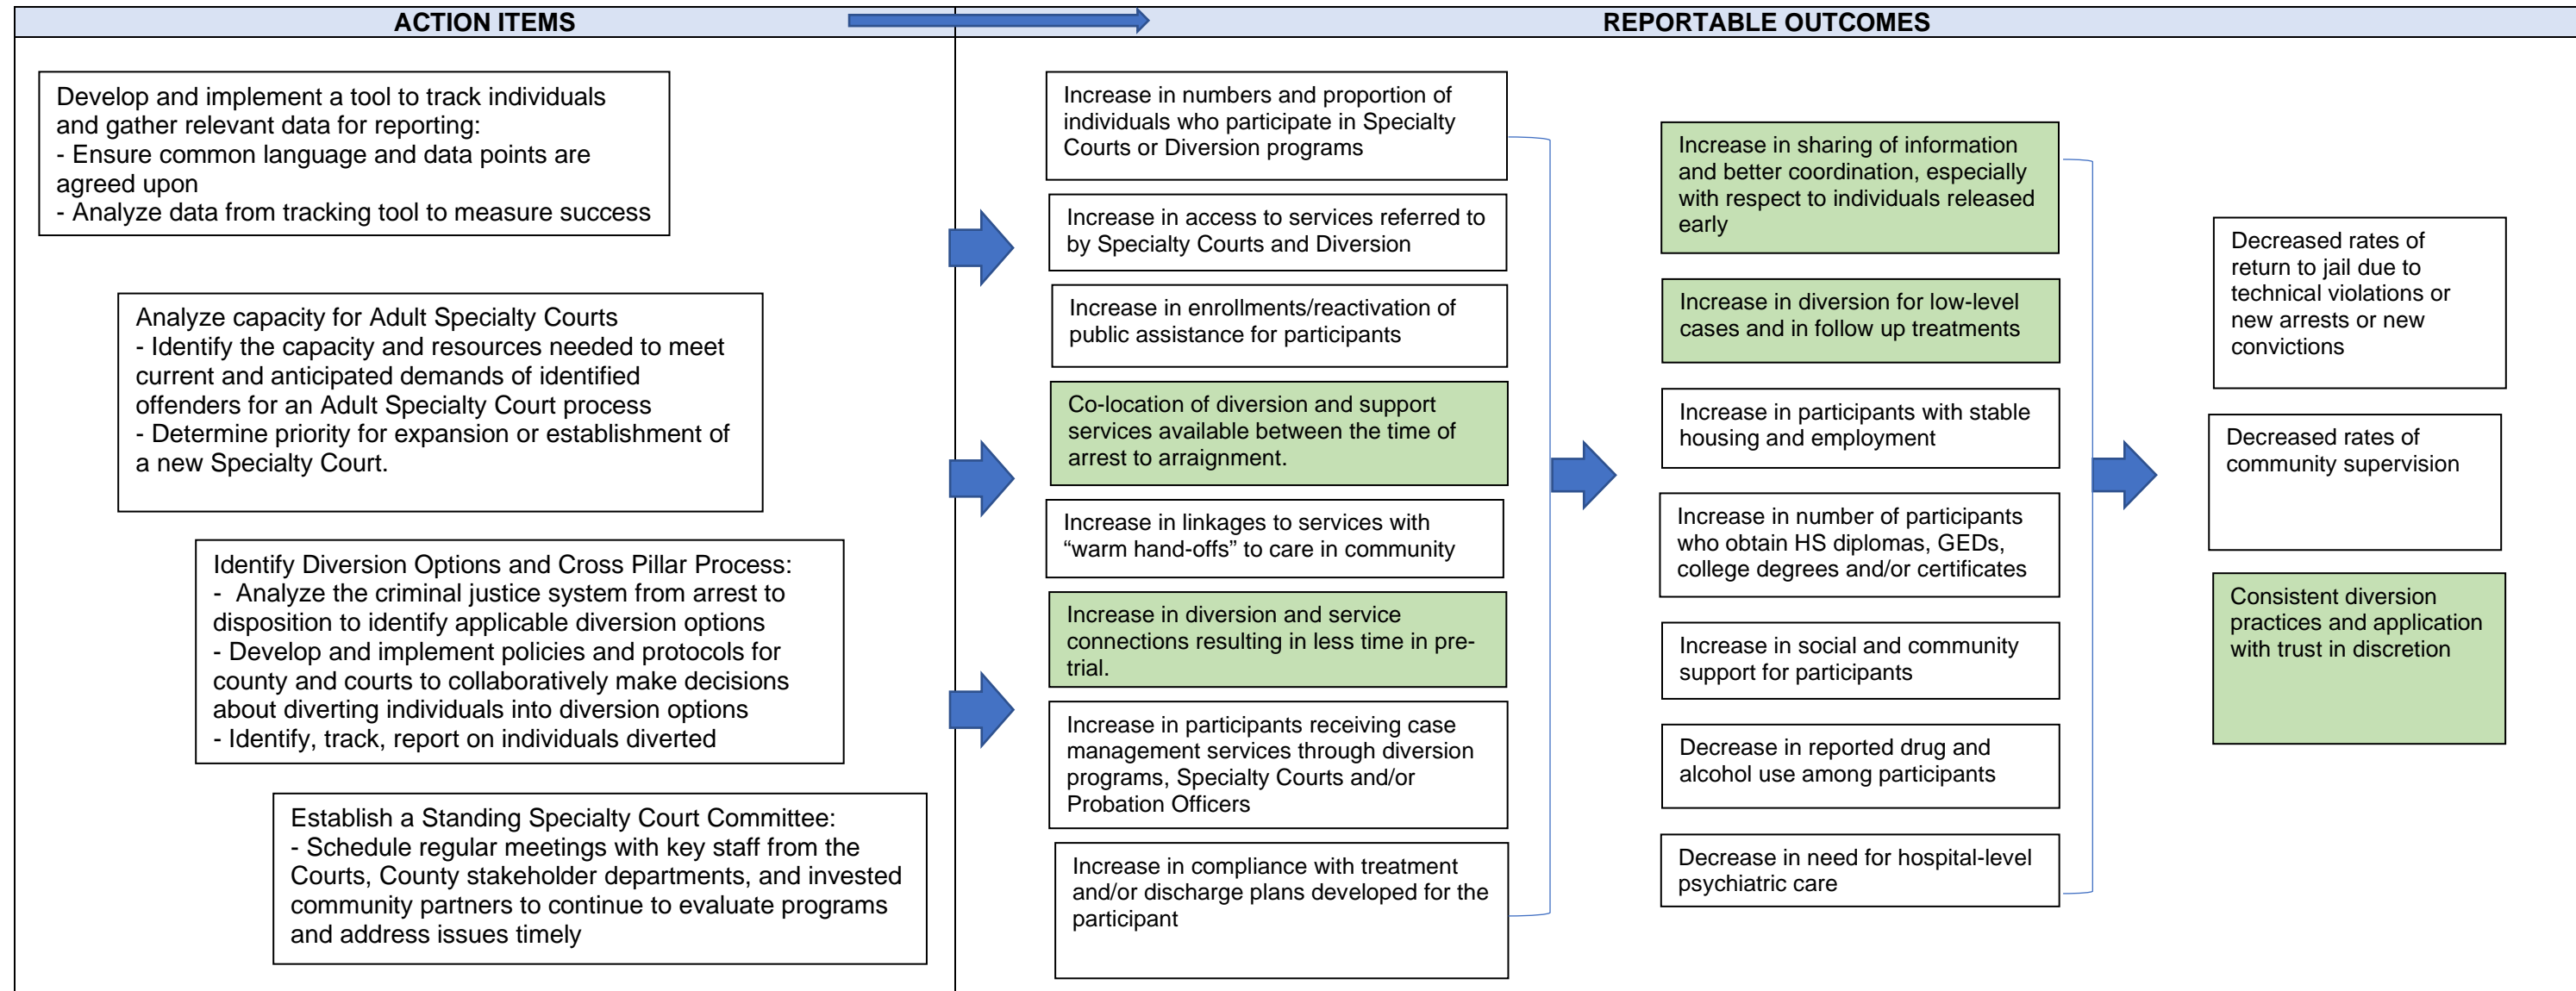 ACTION ITEMS
REPORTABLE OUTCOMES
Develop and implement a tool to track individuals
and gather relevant data for reporting:
- Ensure common language and data points are
agreed upon
- Analyze data from tracking tool to measure success
Analyze capacity for Adult Specialty Courts
- Identify the capacity and resources needed to meet
current and anticipated demands of identified
offenders for an Adult Specialty Court process
- Determine priority for expansion or establishment of
a new Specialty Court.
Identify Diversion Options and Cross Pillar Process:
- Analyze the criminal justice system from arrest to
disposition to identify applicable diversion options
- Develop and implement policies and protocols for
county and courts to collaboratively make decisions
about diverting individuals into diversion options
- Identify, track, report on individuals diverted
Establish a Standing Specialty Court Committee:
- Schedule regular meetings with key staff from the
Courts, County stakeholder departments, and invested
community partners to continue to evaluate programs
and address issues timely
Increase in numbers and proportion of
individuals who participate in Specialty
Courts or Diversion programs
Increase in access to services referred to
by Specialty Courts and Diversion
Increase in enrollments/reactivation of
public assistance for participants
Co-location of diversion and support
services available between the time of
arrest to arraignment.
Increase in linkages to services with
“warm hand-offs” to care in community
Increase in diversion and service
connections resulting in less time in pre-
trial.
Increase in participants receiving case
management services through diversion
programs, Specialty Courts and/or
Probation Officers
Increase in compliance with treatment
and/or discharge plans developed for the
participant
Increase in sharing of information
and better coordination, especially
with respect to individuals released
early
Increase in diversion for low-level
cases and in follow up treatments
Increase in participants with stable
housing and employment
Increase in number of participants
who obtain HS diplomas, GEDs,
college degrees and/or certificates
Increase in social and community
support for participants
Decrease in reported drug and
alcohol use among participants
Decrease in need for hospital-level
psychiatric care
Decreased rates of
return to jail due to
technical violations or
new arrests or new
convictions
Decreased rates of
community supervision
Consistent diversion
practices and application
with trust in discretion